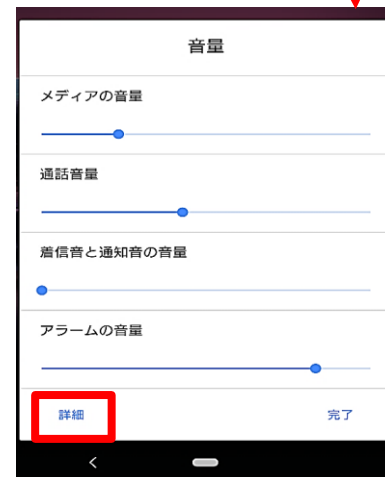 音量
メディアの音量
通話音量
着信音と通知音の音量
アラームの音量
詳細
完了